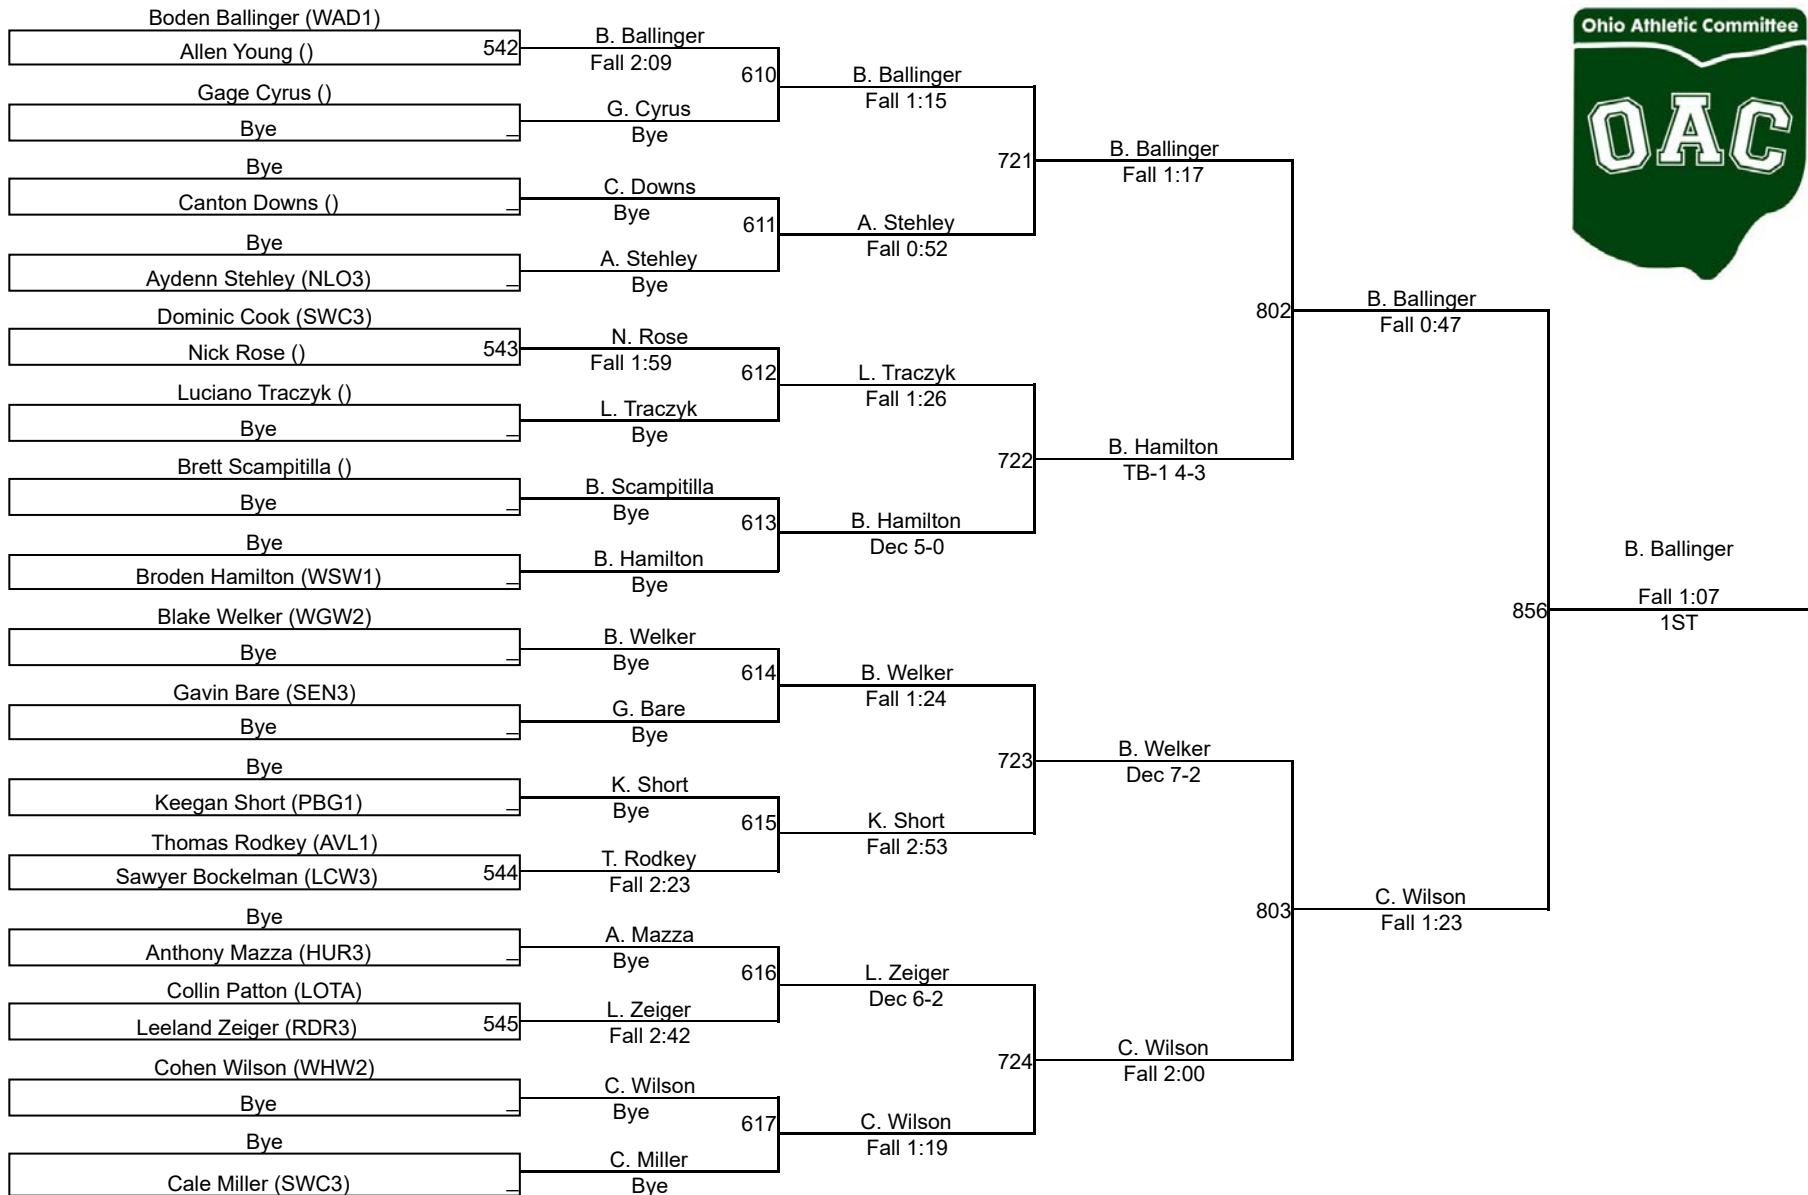 Boden Ballinger (WAD1)
Allen Young ()
542
Gage Cyrus ()
Bye
_
Bye
Canton Downs ()
_
Bye
Aydenn Stehley (NLO3)
_
Dominic Cook (SWC3)
Nick Rose ()
543
Luciano Traczyk ()
Bye
_
Brett Scampitilla ()
Bye
_
Bye
Broden Hamilton (WSW1)
_
Blake Welker (WGW2)
Bye
_
Gavin Bare (SEN3)
Bye
_
Bye
Keegan Short (PBG1)
_
Thomas Rodkey (AVL1)
Sawyer Bockelman (LCW3)
544
Bye
Anthony Mazza (HUR3)
_
Collin Patton (LOTA)
Leeland Zeiger (RDR3)
545
Cohen Wilson (WHW2)
Bye
_
Bye
Cale Miller (SWC3)
_
B. Ballinger
Fall 2:09
610
G. Cyrus
Bye
C. Downs
Bye
611
A. Stehley
Bye
N. Rose
Fall 1:59
612
L. Traczyk
Bye
B. Scampitilla
Bye
613
B. Hamilton
Bye
B. Welker
Bye
614
G. Bare
Bye
K. Short
Bye
615
T. Rodkey
Fall 2:23
A. Mazza
Bye
616
L. Zeiger
Fall 2:42
C. Wilson
Bye
617
C. Miller
Bye
B. Ballinger
Fall 1:15
721
A. Stehley
Fall 0:52
L. Traczyk
Fall 1:26
722
B. Hamilton
Dec 5-0
B. Welker
Fall 1:24
723
K. Short
Fall 2:53
L. Zeiger
Dec 6-2
724
C. Wilson
Fall 1:19
B. Ballinger
Fall 1:17
802
B. Hamilton
TB-1 4-3
B. Welker
Dec 7-2
803
C. Wilson
Fall 2:00
B. Ballinger
Fall 0:47
856
C. Wilson
Fall 1:23
B. Ballinger
Fall 1:07
1ST
Ohio Athletic Committee
OAC